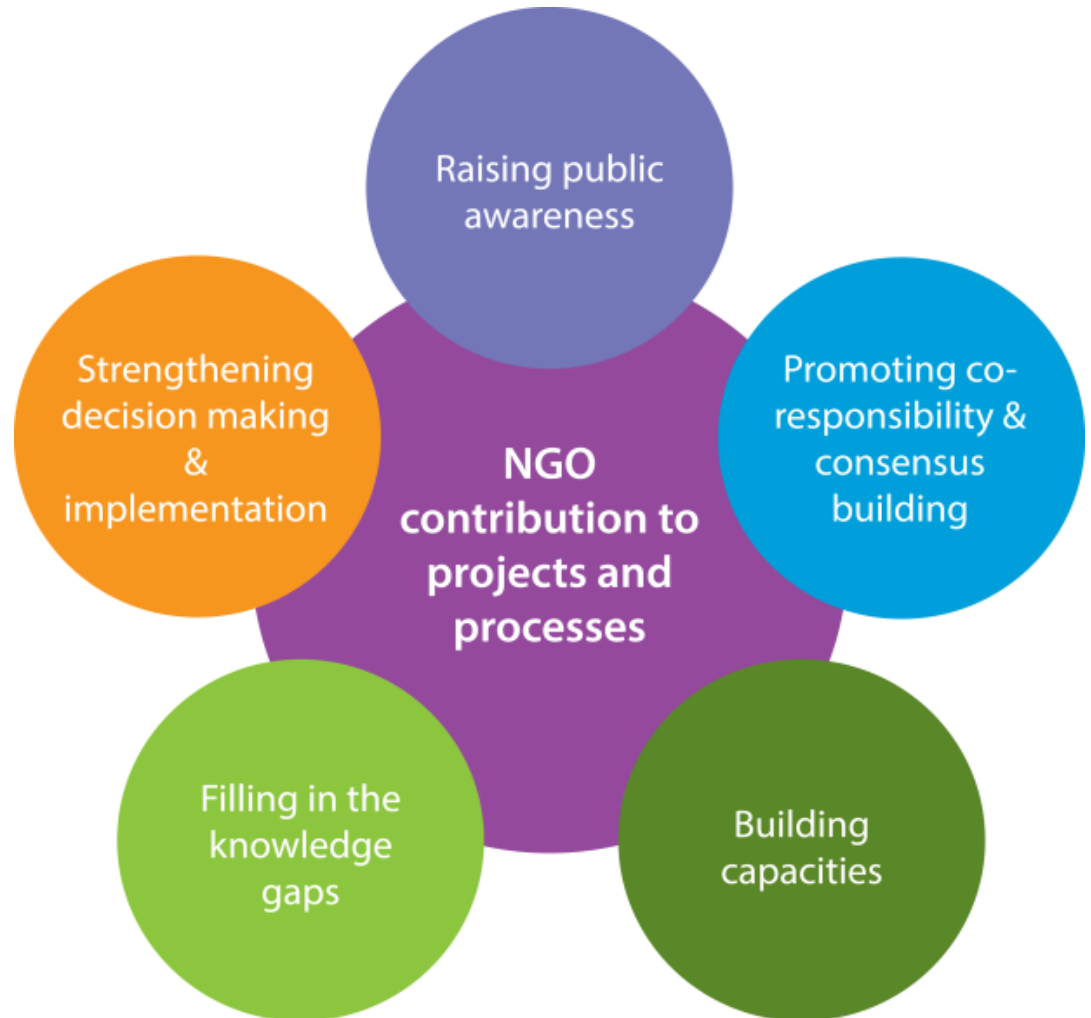 Raising public
awareness
Strengthening
decision making
&
implementation
Promoting co-
responsibility &
consensus
building
NGO
contribution to
projects and
processes
Filling in the
knowledge
gaps
Building
capacities